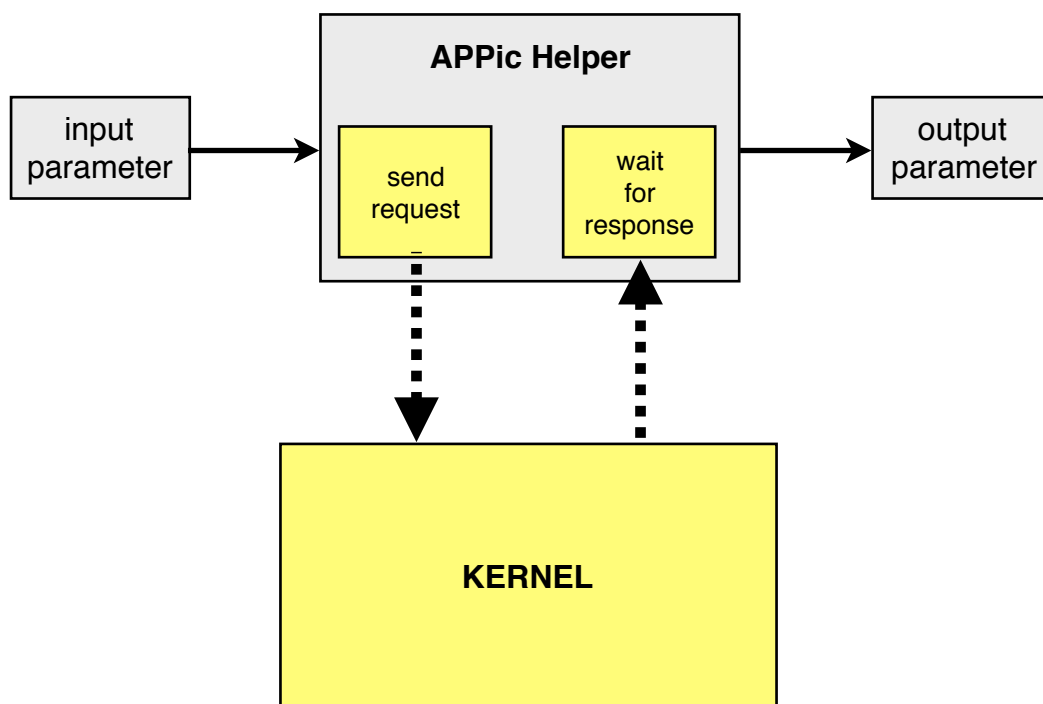 APPic Helper
input
parameter
send
request
wait
for
response
output
parameter
KERNEL